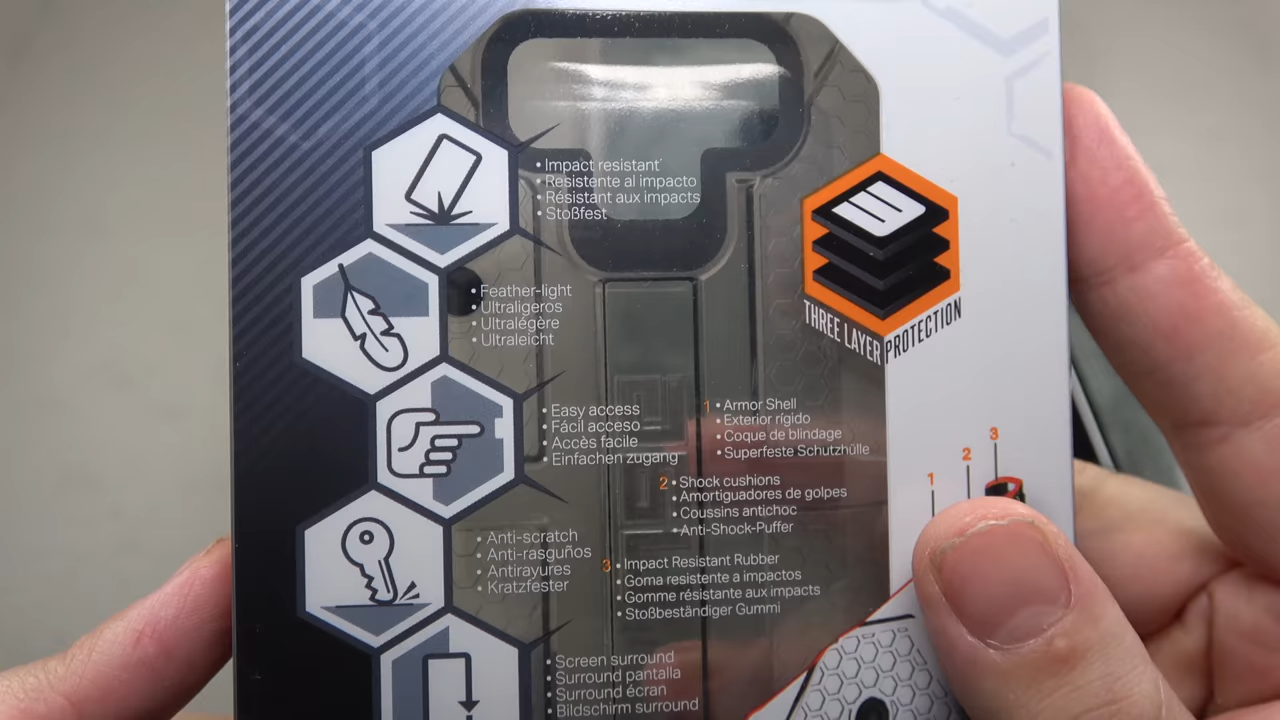 • Impact resistant
• Resistente al impacto
• Résistant aux impacts
• Stoßfest
THREE LAYER PROTECTION
• Feather-light
• Ultraligeros
• Ultralégère
• Ultraleicht
• Easy access
• Fácil acceso
• Accès facile
• Einfachen zugang
1 • Armor Shell
• Exterior rígido
• Coque de blindage
• Superfeste Schutzhülle
2 • Shock cushions
• Amortiguadores de golpes
• Coussins antichoc
• Anti-Shock-Puffer
1 2 3
• Anti-scratch
• Anti-rasguños
• Antirayures
• Kratzfester
3 • Impact Resistant Rubber
• Goma resistente a impactos
• Gomme résistante aux impacts
• Stoßbeständiger Gummi
• Screen surround
• Surround pantalla
• Surround écran
• Bildschirm surround